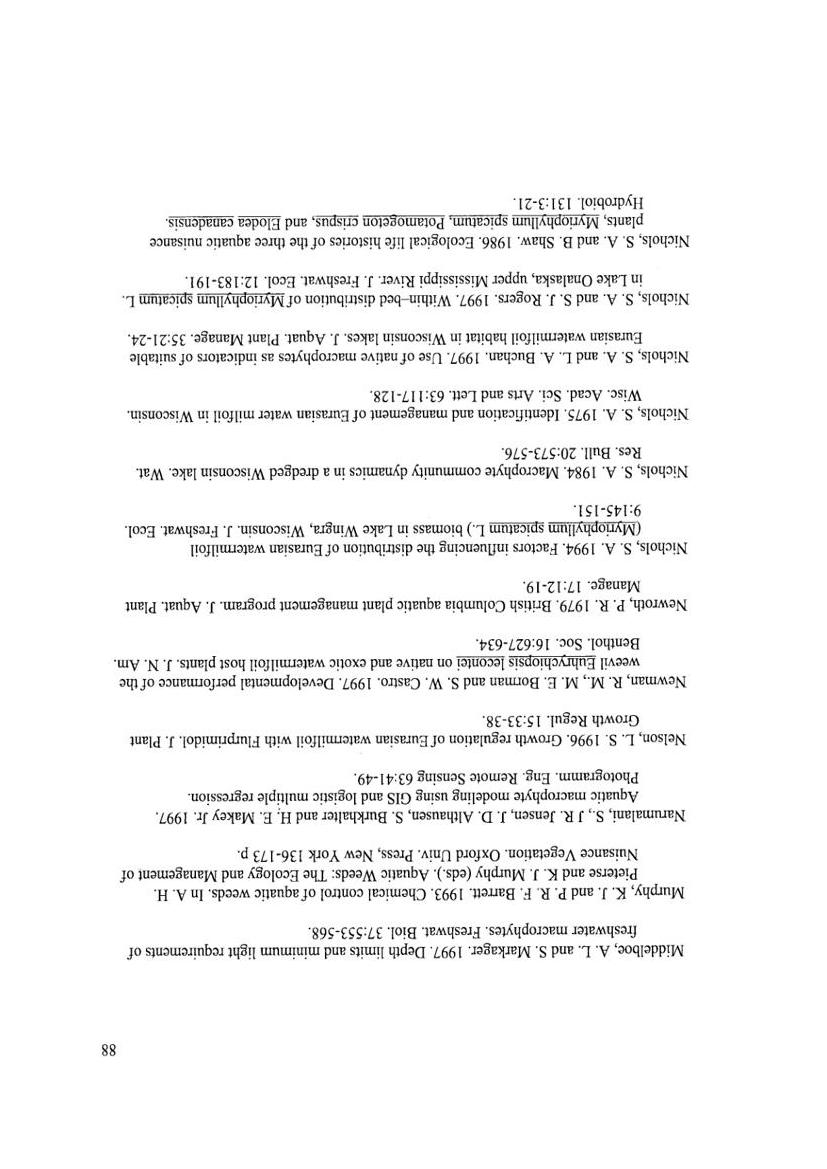 88
Middelboe, A. L. and S. Markager. 1997. Depth limits and minimum light requirements of
freshwater macrophytes. Freshwat. Biol. 37:553-568.
Murphy, K. J. and P. R. F. Barrett. 1993. Chemical control of aquatic weeds. In A. H.
Pieterse and K. J. Murphy (eds.). Aquatic Weeds: The Ecology and Management of
Nuisance Vegetation. Oxford Univ. Press, New York 136-173 p.
Narumalani, S., J R. Jensen, J. D. Althausen, S. Burkhalter and H. E. Makey Jr. 1997.
Aquatic macrophyte modeling using GIS and logistic multiple regression.
Photogramm. Eng. Remote Sensing 63:41-49.
Nelson, L. S. 1996. Growth regulation of Eurasian watermilfoil with Flurprimidol. J. Plant
Growth Regul. 15:33-38.
Newman, R. M., M. E. Borman and S. W. Castro. 1997. Developmental performance of the
weevil Euhrychiopsis lecontei on native and exotic watermilfoil host plants. J. N. Am.
Benthol. Soc. 16:627-634.
Newroth, P. R. 1979. British Columbia aquatic plant management program. J. Aquat. Plant
Manage. 17:12-19.
Nichols, S. A. 1994. Factors influencing the distribution of Eurasian watermilfoil
(Myriophyllum spicatum L.) biomass in Lake Wingra, Wisconsin. J. Freshwat. Ecol.
9:145-151.
Nichols, S. A. 1984. Macrophyte community dynamics in a dredged Wisconsin lake. Wat.
Res. Bull. 20:573-576.
Nichols, S. A. 1975. Identification and management of Eurasian water milfoil in Wisconsin.
Wisc. Acad. Sci. Arts and Lett. 63:117-128.
Nichols, S. A. and L. A. Buchan. 1997. Use of native macrophytes as indicators of suitable
Eurasian watermilfoil habitat in Wisconsin lakes. J. Aquat. Plant Manage. 35:21-24.
Nichols, S. A. and S. J. Rogers. 1997. Within-bed distribution of Myriophyllum spicatum L.
in Lake Onalaska, upper Mississippi River. J. Freshwat. Ecol. 12:183-191.
Nichols, S. A. and B. Shaw. 1986. Ecological life histories of the three aquatic nuisance
plants, Myriophyllum spicatum, Potamogeton crispus, and Elodea canadensis.
Hydrobiol. 131:3-21.